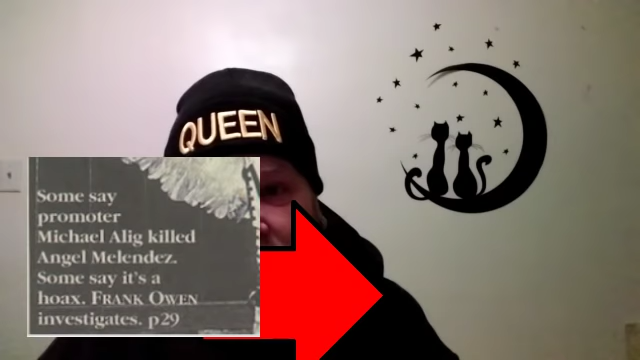 QUEEN
Some say
promoter
Michael Alig killed
Angel Melendez.
Some say it's a
hoax. FRANK OWEN
investigates. p29